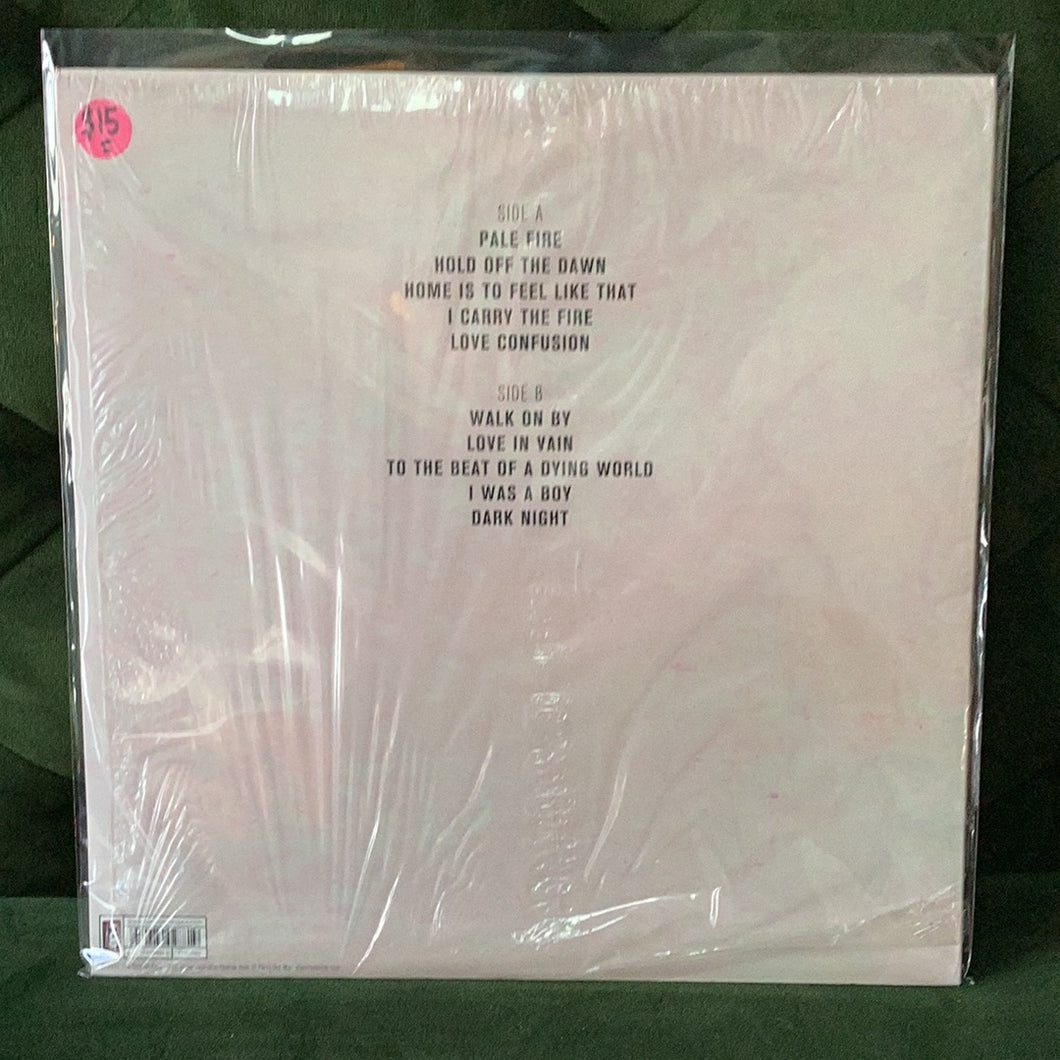 $15
SIDE A
PALE FIRE
HOLD OFF THE DAWN
HOME IS TO FEEL LIKE THAT
I CARRY THE FIRE
LOVE CONFUSION
SIDE B
WALK ON BY
LOVE IN VAIN
TO THE BEAT OF A DYING WORLD
I WAS A BOY
DARK NIGHT